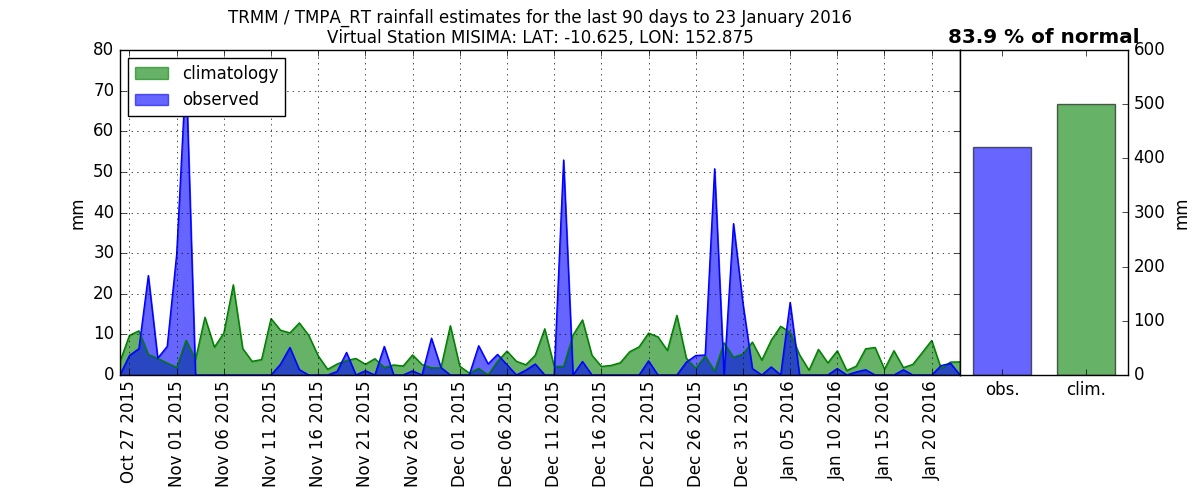 TRMM / TMPA_RT rainfall estimates for the last 90 days to 23 January 2016
Virtual Station MISIMA: LAT: -10.625, LON: 152.875
83.9 % of normal
climatology
observed
80
70
60
50
40
30
20
10
0
mm
Oct 27 2015
Nov 01 2015
Nov 06 2015
Nov 11 2015
Nov 16 2015
Nov 21 2015
Nov 26 2015
Dec 01 2015
Dec 06 2015
Dec 11 2015
Dec 16 2015
Dec 21 2015
Dec 26 2015
Dec 31 2015
Jan 05 2016
Jan 10 2016
Jan 15 2016
Jan 20 2016
600
500
400
300
200
100
0
mm
obs.
clim.